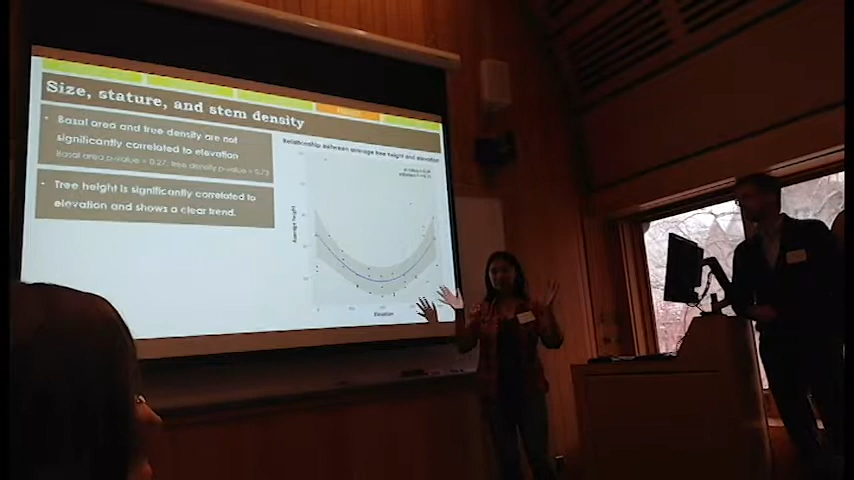 Size, stature, and stem density
• Basal area and tree density are not
significantly correlated to elevation
Basal area p-value = 0.27; tree density p-value = 0.73
• Tree height is significantly correlated to
elevation and shows a clear trend.
Relationship between average tree height and elevation
Average height
Elevation